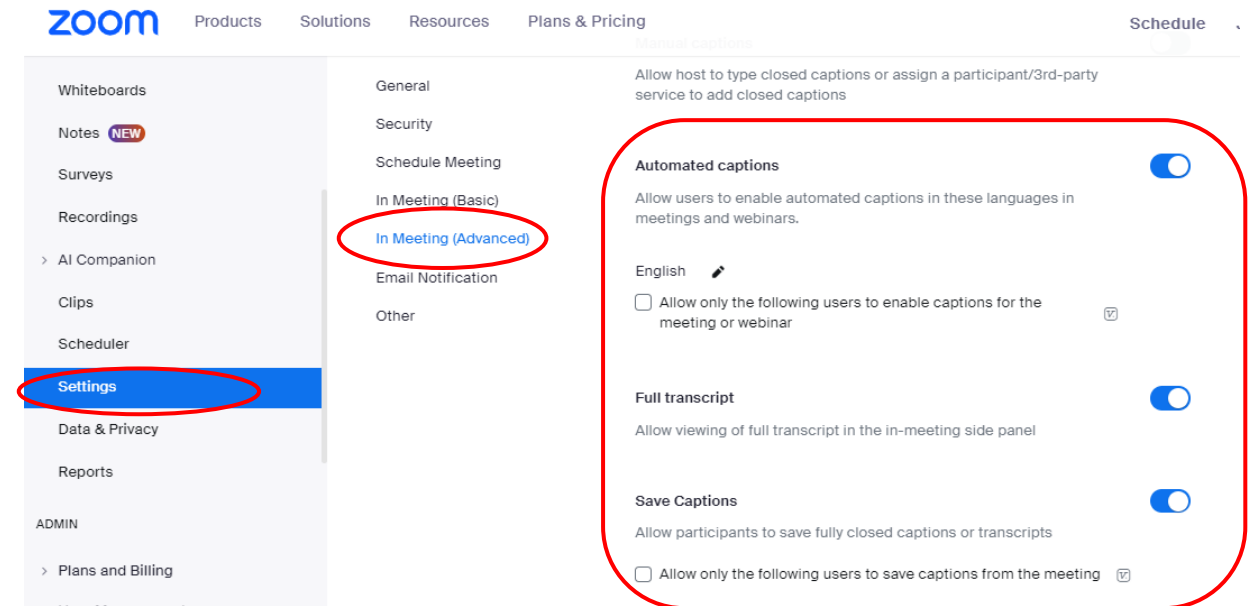 zoom
Products
Solutions
Resources
Plans & Pricing
Schedule
Whiteboards
Notes NEW
Surveys
Recordings
AI Companion
Clips
Scheduler
Settings
Data & Privacy
Reports
ADMIN
Plans and Billing
General
Security
Schedule Meeting
In Meeting (Basic)
In Meeting (Advanced)
Email Notification
Other
Manual captions
Allow host to type closed captions or assign a participant/3rd-party
service to add closed captions
Automated captions
Allow users to enable automated captions in these languages in
meetings and webinars.
English
Allow only the following users to enable captions for the
meeting or webinar
Full transcript
Allow viewing of full transcript in the in-meeting side panel
Save Captions
Allow participants to save fully closed captions or transcripts
Allow only the following users to save captions from the meeting